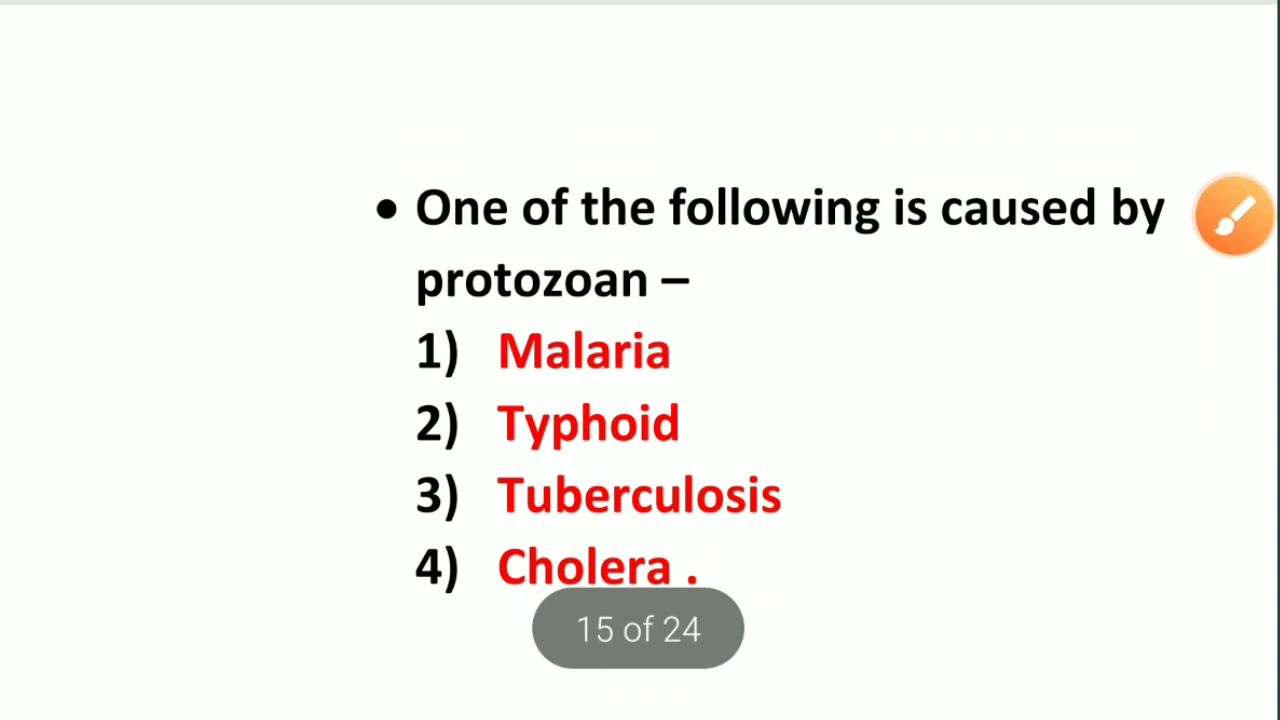 • One of the following is caused by
protozoan –
1) Malaria
2) Typhoid
3) Tuberculosis
4) Cholera .
15 of 24